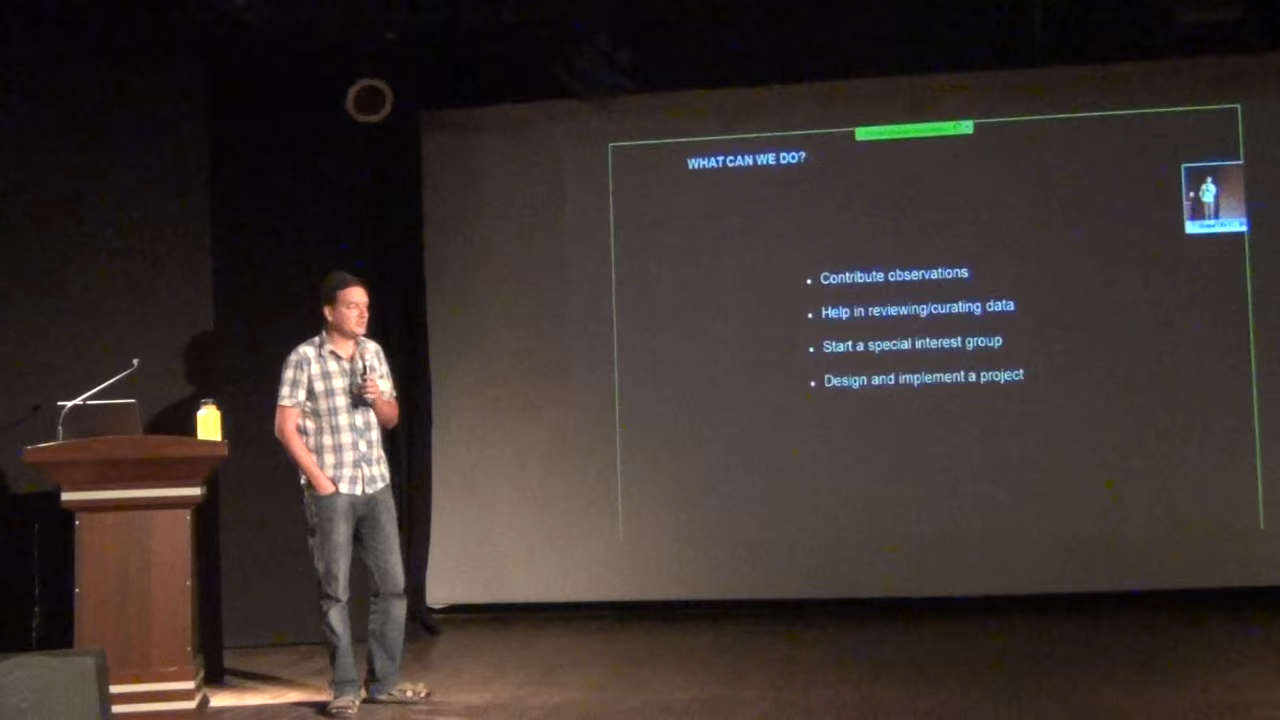 WHAT CAN WE DO?
Contribute observations
Help in reviewing/curating data
Start a special interest group
Design and implement a project